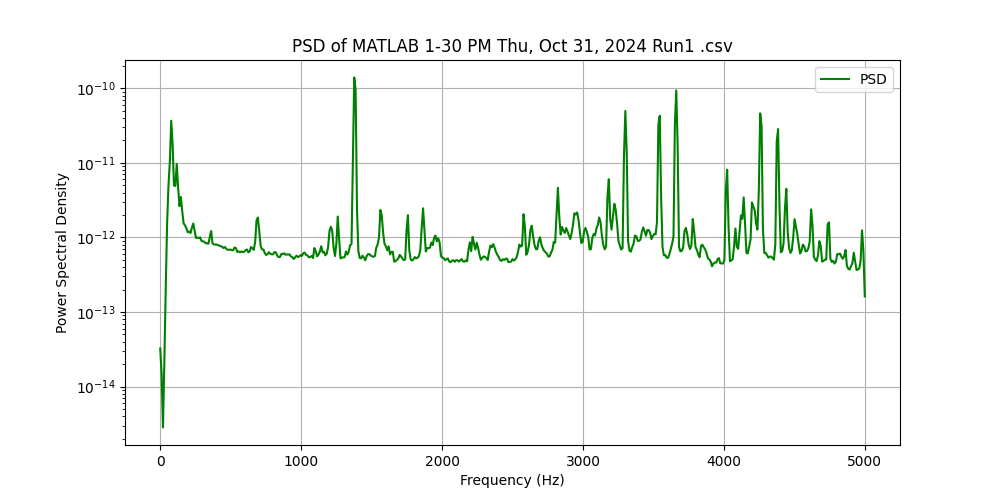 PSD of MATLAB 1-30 PM Thu, Oct 31, 2024 Run1 .csv
PSD
Power Spectral Density
10⁻¹⁰
10⁻¹¹
10⁻¹²
10⁻¹³
10⁻¹⁴
0 1000 2000 3000 4000 5000
Frequency (Hz)